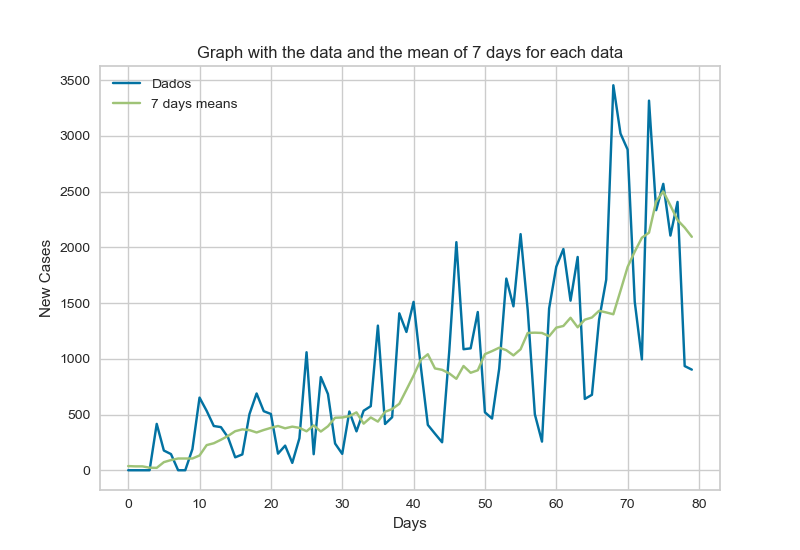 Graph with the data and the mean of 7 days for each data
Dados
7 days means
3500
3000
2500
2000
1500
1000
500
0
New Cases
0 10 20 30 40 50 60 70 80
Days